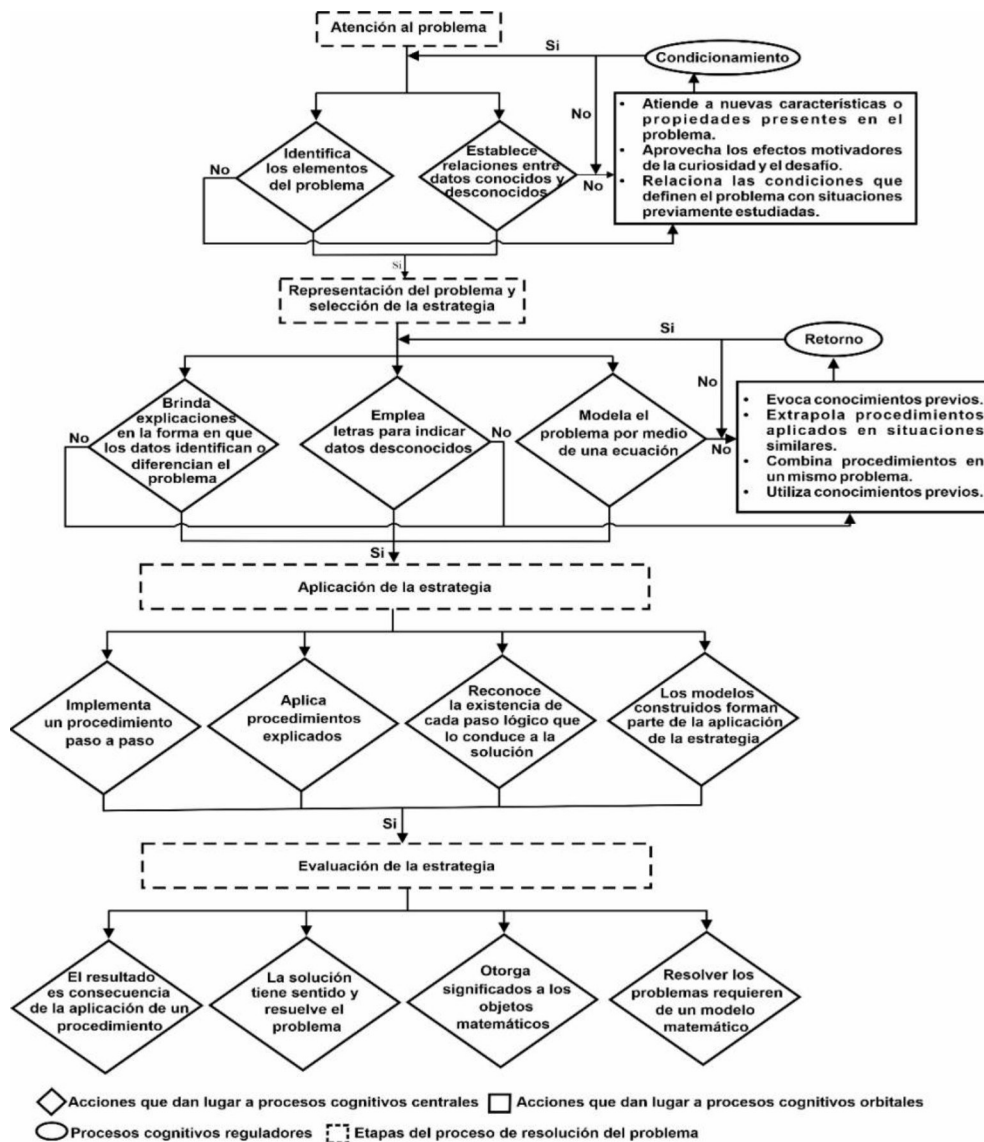 Atención al problema
Si
Condicionamiento
No
• Atiende a nuevas características o
propiedades presentes en el
problema.
• Aprovecha los efectos motivadores
de la curiosidad y el desafío.
• Relaciona las condiciones que
definen el problema con situaciones
previamente estudiadas.
No
Identifica
los elementos
del problema
Establece
relaciones entre
datos conocidos y
desconocidos
No
Si
Representación del problema y
selección de la estrategia
Si
Retorno
No
• Evoca conocimientos previos.
• Extrapola procedimientos
aplicados en situaciones
similares.
• Combina procedimientos en
un mismo problema.
• Utiliza conocimientos previos.
No
Brinda
explicaciones
en la forma en que
los datos identifican o
diferencian el
problema
Emplea
letras para indicar
datos desconocidos
No
Modela el
problema por medio
de una ecuación
No
Si
Aplicación de la estrategia
Implementa
un procedimiento
paso a paso
Aplica
procedimientos
explicados
Reconoce
la existencia de
cada paso lógico que
lo conduce a la
solución
Los modelos
construidos forman
parte de la aplicación
de la estrategia
Si
Evaluación de la estrategia
El resultado
es consecuencia
de la aplicación de un
procedimiento
La solución
tiene sentido y
resuelve el
problema
Otorga
significados a los
objetos
matemáticos
Resolver los
problemas requieren
de un modelo
matemático
Acciones que dan lugar a procesos cognitivos centrales
Acciones que dan lugar a procesos cognitivos orbitales
Procesos cognitivos reguladores
Etapas del proceso de resolución del problema